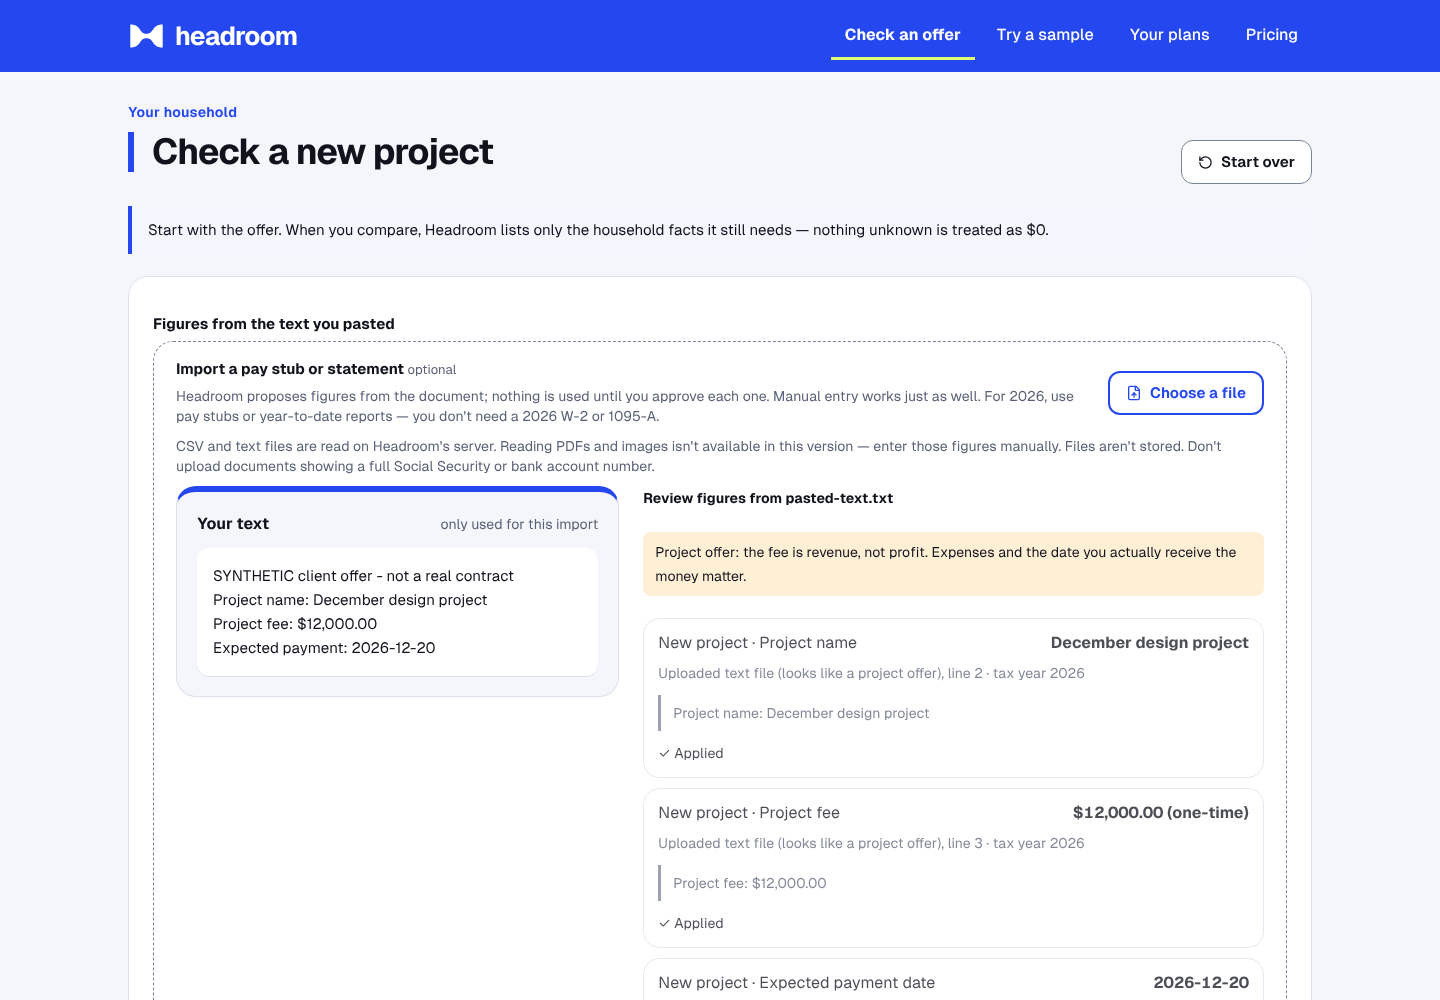 headroom
Check an offer
Try a sample
Your plans
Pricing
Your household
Check a new project
Start over
Start with the offer. When you compare, Headroom lists only the household facts it still needs — nothing unknown is treated as $0.
Figures from the text you pasted
Import a pay stub or statement optional
Headroom proposes figures from the document; nothing is used until you approve each one. Manual entry works just as well. For 2026, use
pay stubs or year-to-date reports — you don't need a 2026 W-2 or 1095-A.
Choose a file
CSV and text files are read on Headroom's server. Reading PDFs and images isn't available in this version — enter those figures manually. Files aren't stored. Don't
upload documents showing a full Social Security or bank account number.
Your text
only used for this import
SYNTHETIC client offer - not a real contract
Project name: December design project
Project fee: $12,000.00
Expected payment: 2026-12-20
Review figures from pasted-text.txt
Project offer: the fee is revenue, not profit. Expenses and the date you actually receive the
money matter.
New project · Project name
December design project
Uploaded text file (looks like a project offer), line 2 · tax year 2026
Project name: December design project
✓ Applied
New project · Project fee
$12,000.00 (one-time)
Uploaded text file (looks like a project offer), line 3 · tax year 2026
Project fee: $12,000.00
✓ Applied
New project · Expected payment date
2026-12-20